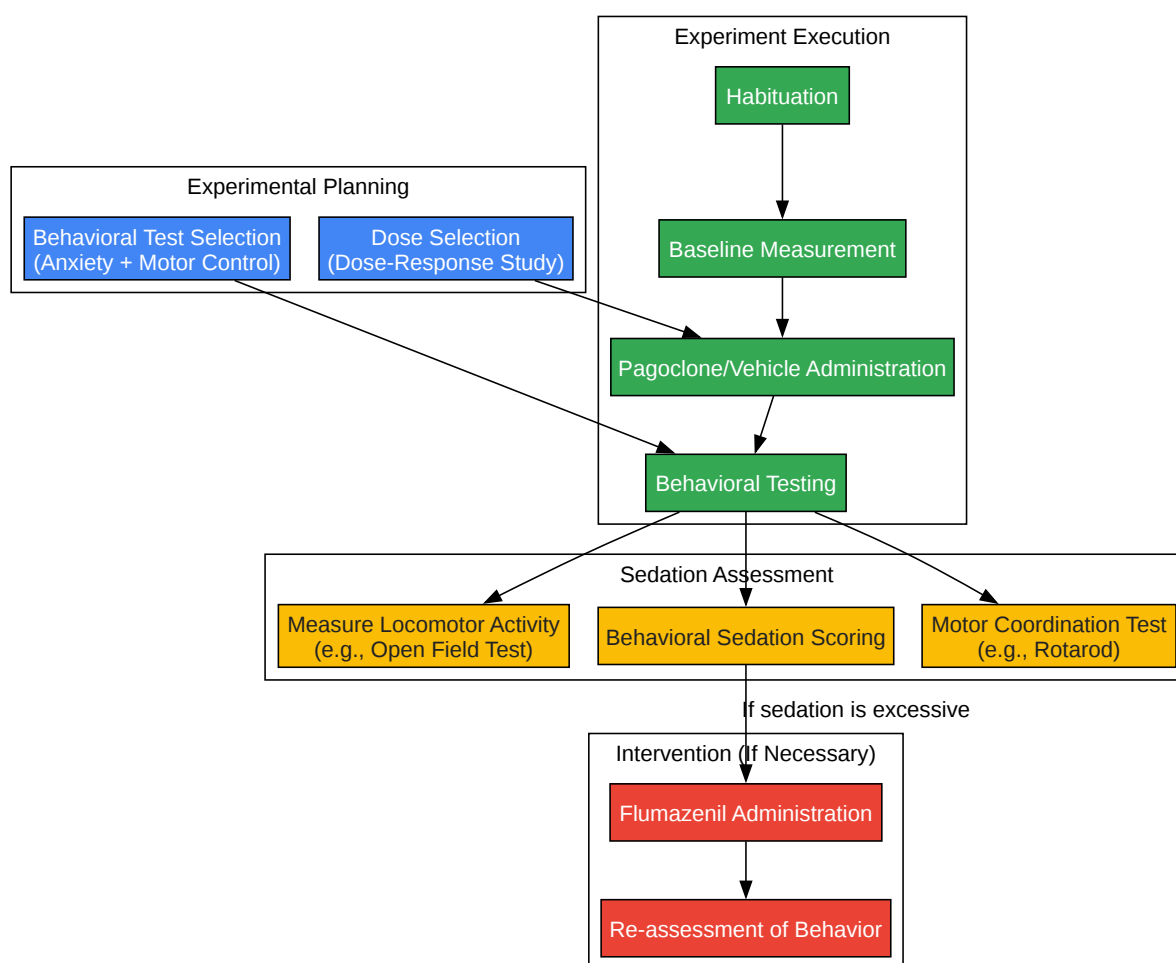 Experiment Execution
Habituation
Experimental Planning
Behavioral Test Selection
(Anxiety + Motor Control)
Dose Selection
(Dose-Response Study)
Baseline Measurement
Pagoclone/Vehicle Administration
Behavioral Testing
Sedation Assessment
Measure Locomotor Activity
(e.g., Open Field Test)
Behavioral Sedation Scoring
Motor Coordination Test
(e.g., Rotarod)
If sedation is excessive
Intervention (If Necessary)
Flumazenil Administration
Re-assessment of Behavior